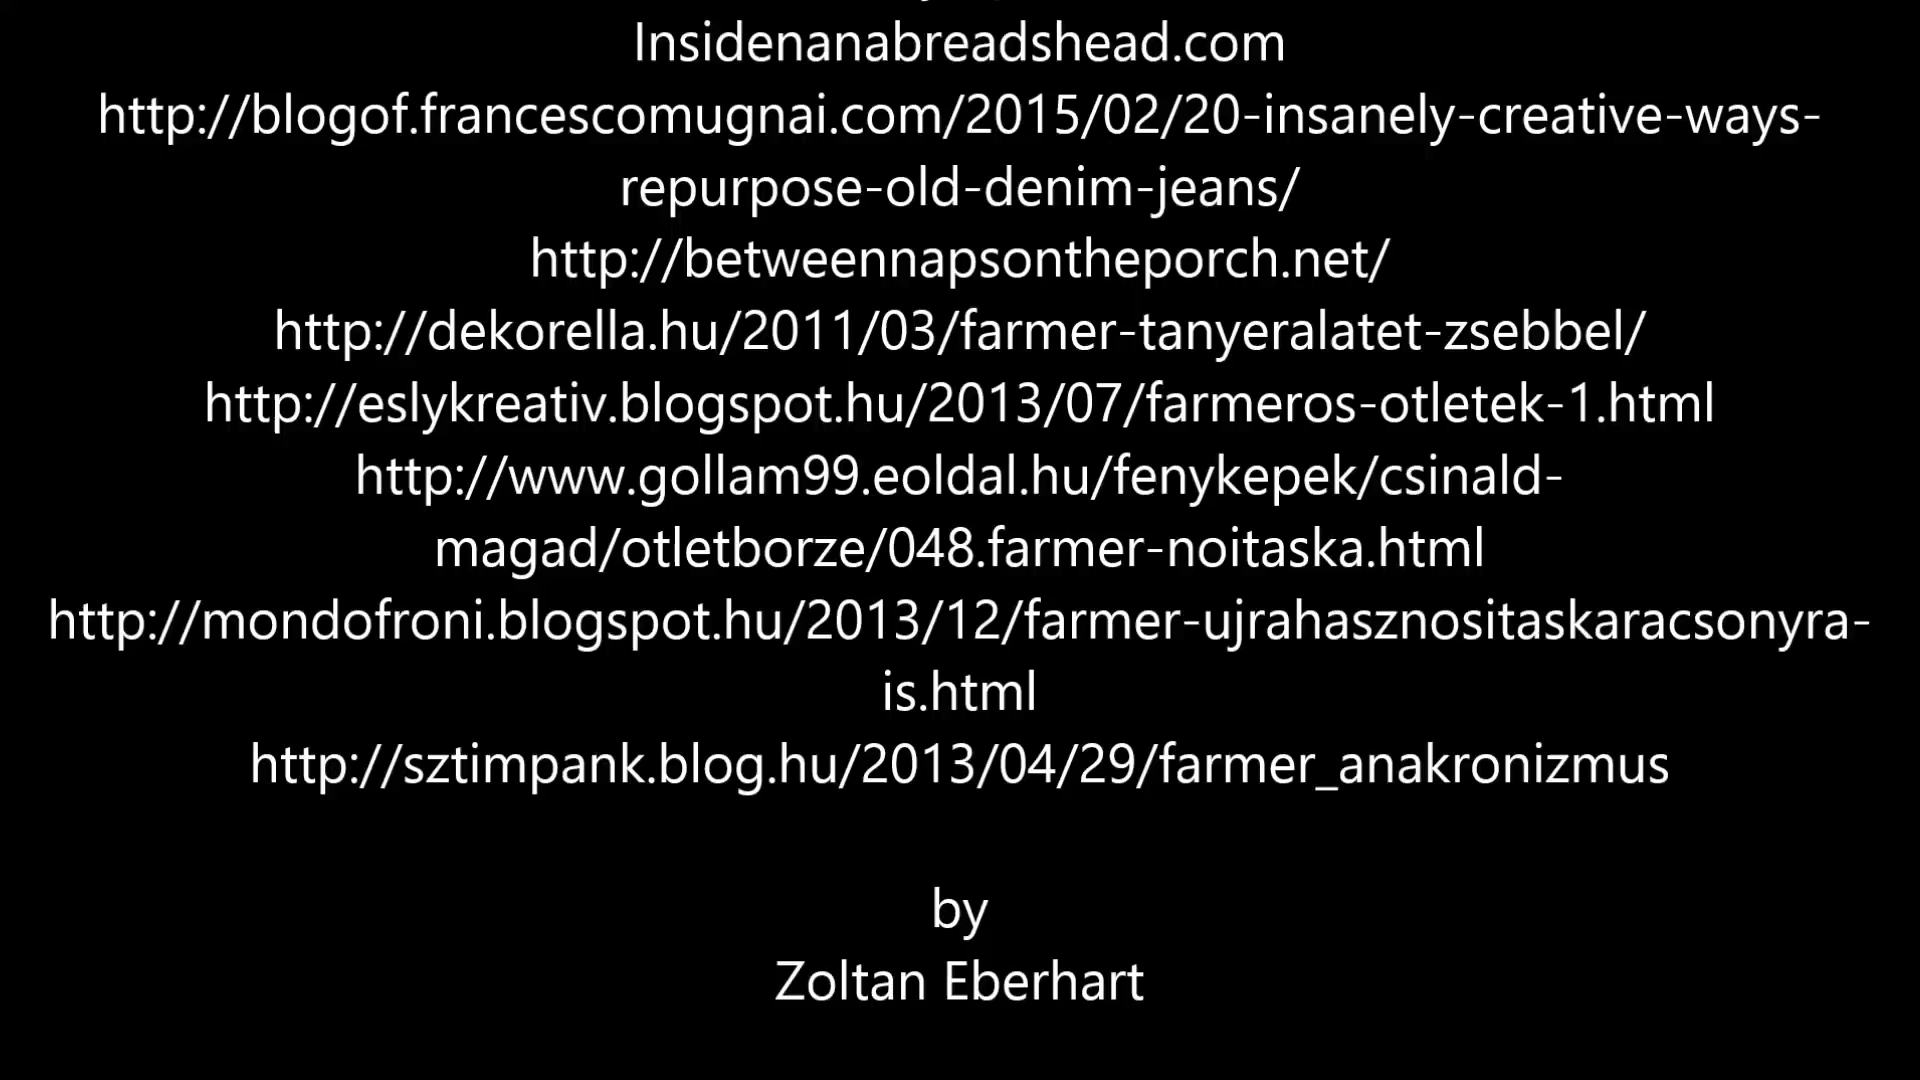 Insidenanabreadshead.com
http://blogof.francescomugnai.com/2015/02/20-insanely-creative-ways-
repurpose-old-denim-jeans/
http://betweennapsontheporch.net/
http://dekorella.hu/2011/03/farmer-tanyeralatet-zsebbel/
http://eslykreativ.blogspot.hu/2013/07/farmeros-otletek-1.html
http://www.gollam99.eoldal.hu/fenykepek/csinald-
magad/otletborze/048.farmer-noitaska.html
http://mondofroni.blogspot.hu/2013/12/farmer-ujrahasznositaskaracsonyra-
is.html
http://sztimpank.blog.hu/2013/04/29/farmer_anakronizmus
by
Zoltan Eberhart